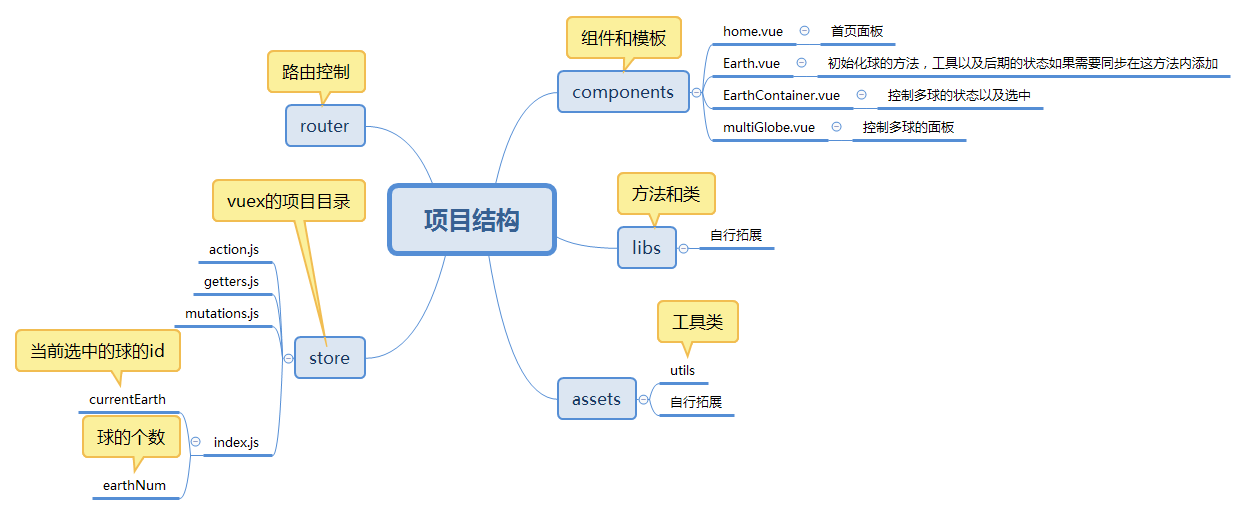 项目结构
组件和模板
components
home.vue
首页面板
Earth.vue
初始化球的方法，工具以及后期的状态如果需要同步在这方法内添加
EarthContainer.vue
控制多球的状态以及选中
multiGlobe.vue
控制多球的面板
方法和类
libs
自行拓展
工具类
assets
utils
自行拓展
路由控制
router
vuex的项目目录
store
action.js
getters.js
mutations.js
index.js
当前选中的球的id
currentEarth
球的个数
earthNum